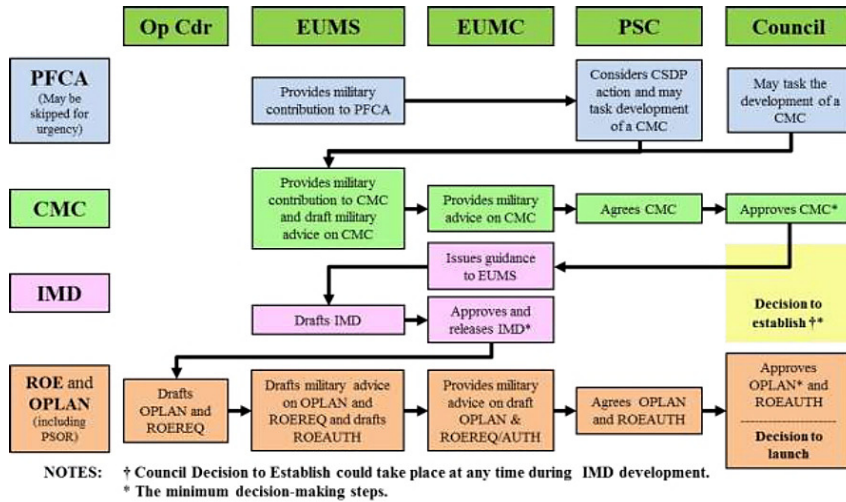 Op Cdr
EUMS
EUMC
PSC
Council
PFCA
(May be
skipped for
urgency)
Provides military
contribution to PFCA
Considers CSDP
action and may
task development
of a CMC
May task the
development of a
CMC
CMC
Provides military
contribution to CMC
and draft military
advice on CMC
Provides military
advice on CMC
Agrees CMC
Approves CMC*
IMD
Issues guidance
to EUMS
Drafts IMD
Approves and
releases IMD*
Decision to
establish †*
ROE and
OPLAN
(including
PSOR)
Drafts
OPLAN and
ROEREQ
Drafts military advice
on OPLAN and
ROEREQ and drafts
ROEAUTH
Provides military
advice on draft
OPLAN &
ROEREQ/AUTH
Agrees OPLAN
and ROEAUTH
Approves
OPLAN* and
ROEAUTH
Decision to
launch
NOTES: † Council Decision to Establish could take place at any time during IMD development.
* The minimum decision-making steps.